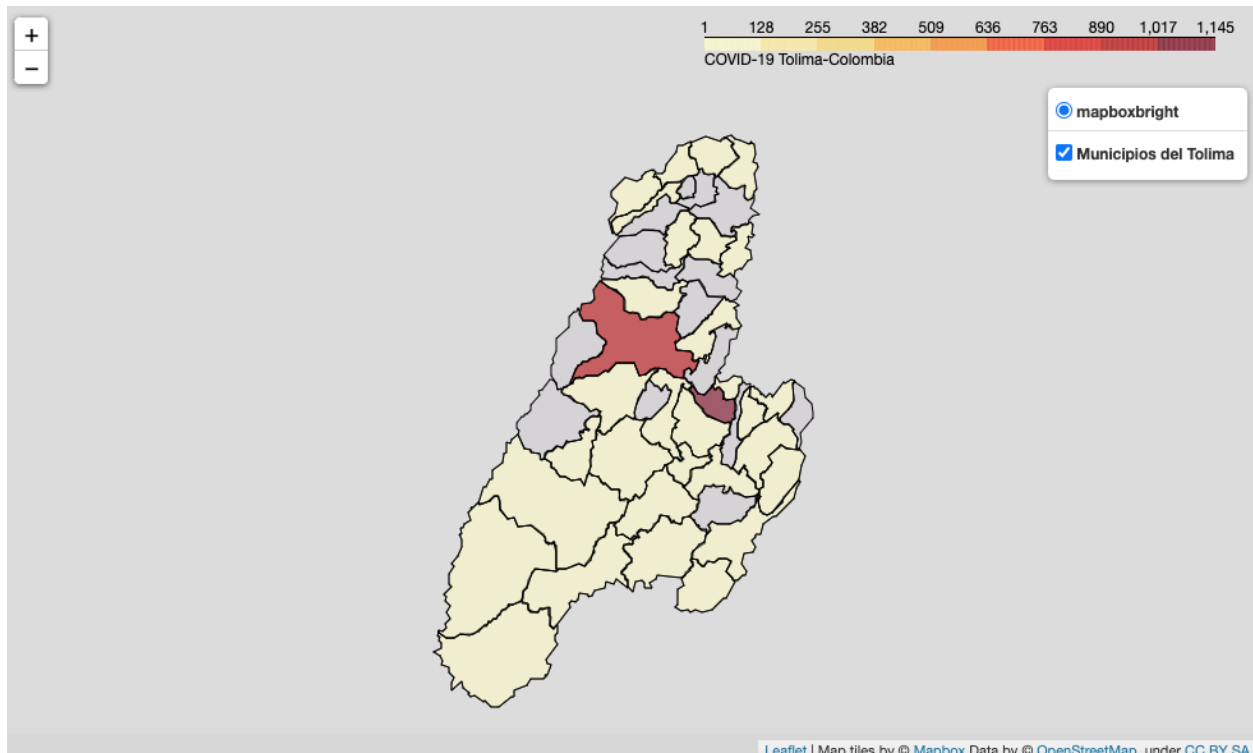 +
−
1 128 255 382 509 636 763 890 1,017 1,145
COVID-19 Tolima-Colombia
mapboxbright
Municipios del Tolima
Leaflet | Map tiles by © Mapbox Data by © OpenStreetMap, under CC BY SA